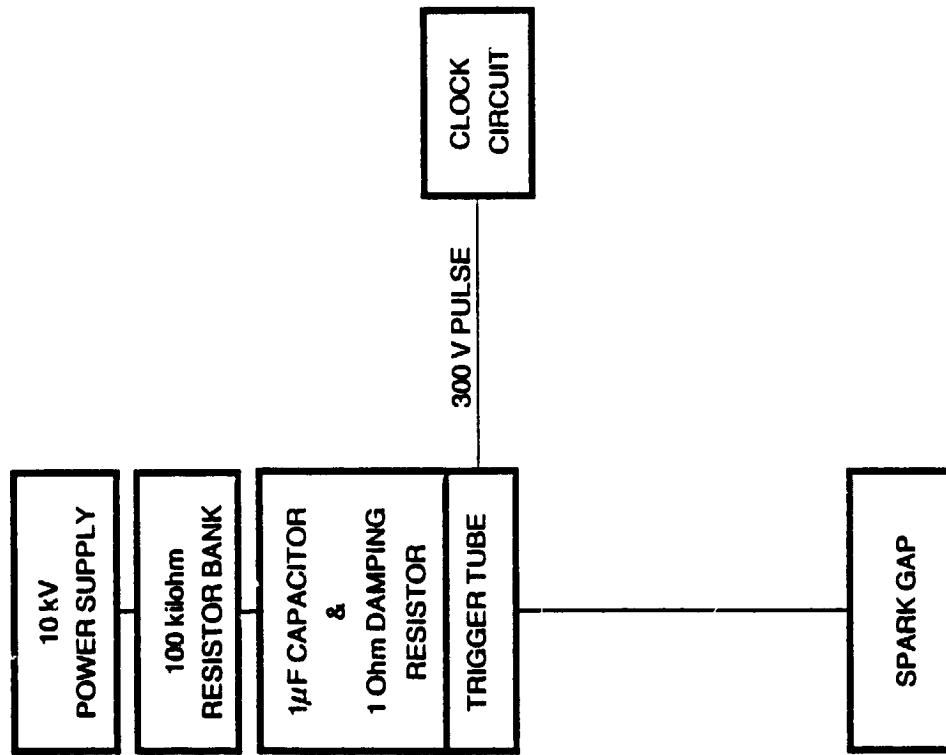 10 kV
POWER SUPPLY
100 kilohm
RESISTOR BANK
1µF CAPACITOR
&
1 Ohm DAMPING
RESISTOR
TRIGGER TUBE
300 V PULSE
CLOCK
CIRCUIT
SPARK GAP